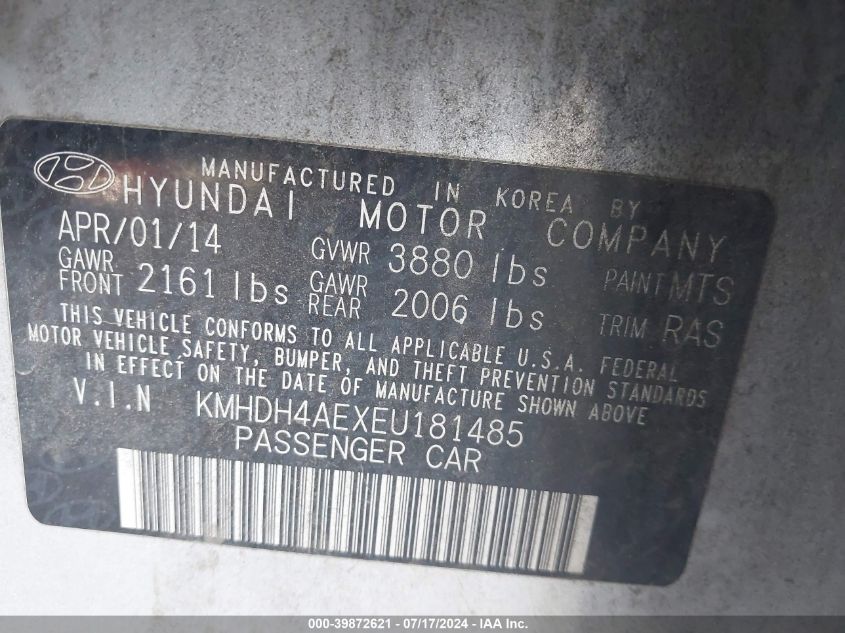 MANUFACTURED IN KOREA BY
HYUNDAI MOTOR COMPANY
APR/01/14 GVWR 3880 lbs PAINT MTS
GAWR FRONT 2161 lbs GAWR REAR 2006 lbs TRIM RAS
THIS VEHICLE CONFORMS TO ALL APPLICABLE U.S.A. FEDERAL
MOTOR VEHICLE SAFETY, BUMPER, AND THEFT PREVENTION STANDARDS
IN EFFECT ON THE DATE OF MANUFACTURE SHOWN ABOVE
V.I.N KMHDH4AEXEU181485
PASSENGER CAR
000-39872621 - 07/17/2024 - IAA Inc.